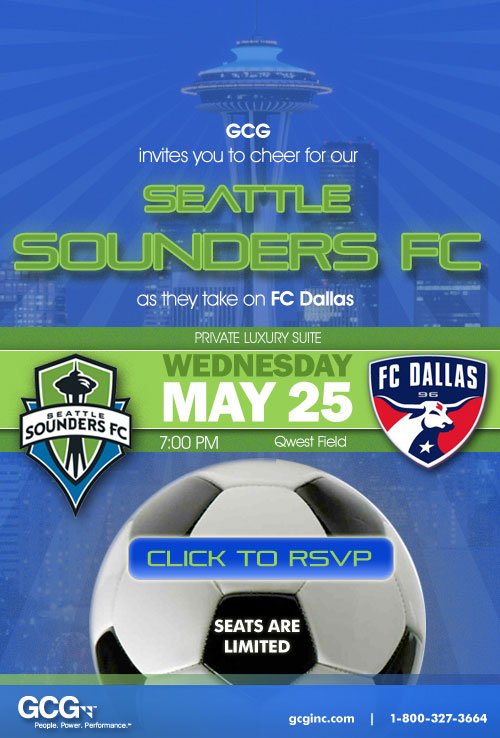 GCG
invites you to cheer for our
SEATTLE
SOUNDERS FC
as they take on FC Dallas
PRIVATE LUXURY SUITE
WEDNESDAY
MAY 25
7:00 PM
Qwest Field
SEATTLE
SOUNDERS FC
FC DALLAS
96
CLICK TO RSVP
SEATS ARE
LIMITED
GCG
People. Power. Performance.™
gcginc.com | 1-800-327-3664